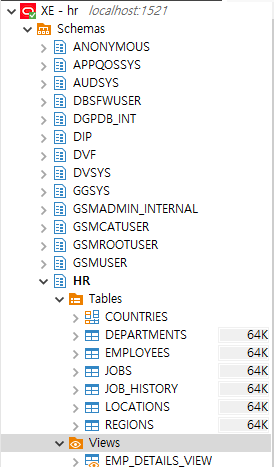 XE - hr localhost:1521
Schemas
ANONYMOUS
APPQOSSYS
AUDSYS
DBSFWUSER
DGPDB_INT
DIP
DVF
DVSYS
GGSYS
GSMADMIN_INTERNAL
GSMCATUSER
GSMROOTUSER
GSMUSER
HR
Tables
COUNTRIES
DEPARTMENTS 64K
EMPLOYEES 64K
JOBS 64K
JOB_HISTORY 64K
LOCATIONS 64K
REGIONS 64K
Views
EMP_DETAILS_VIEW